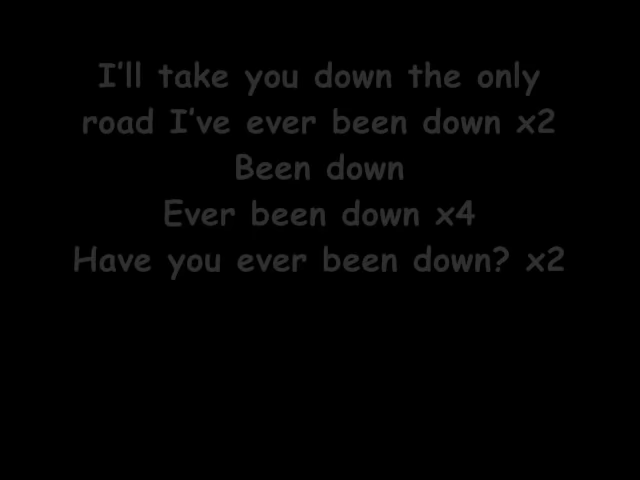 I'll take you down the only
road I've ever been down x2
Been down
Ever been down x4
Have you ever been down? x2